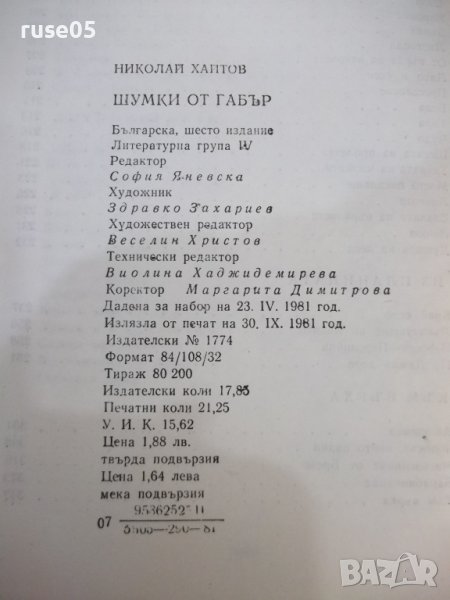 ruse05
НИКОЛАЙ ХАЙТОВ
ШУМКИ ОТ ГАБЪР
Българска, шесто издание
Литературна група IV
Редактор
София Яневска
Художник
Здравко Захариев
Художествен редактор
Веселин Христов
Технически редактор
Виолина Хаджидемирева
Коректор Маргарита Димитрова
Дадена за набор на 23. IV. 1981 год.
Излязла от печат на 30. IX. 1981 год.
Издателски № 1774
Формат 84/108/32
Тираж 80 200
Издателски коли 17,85
Печатни коли 21,25
У. И. К. 15,62
Цена 1,88 лв.
твърда подвързия
Цена 1,64 лева
мека подвързия
07
BAZAR